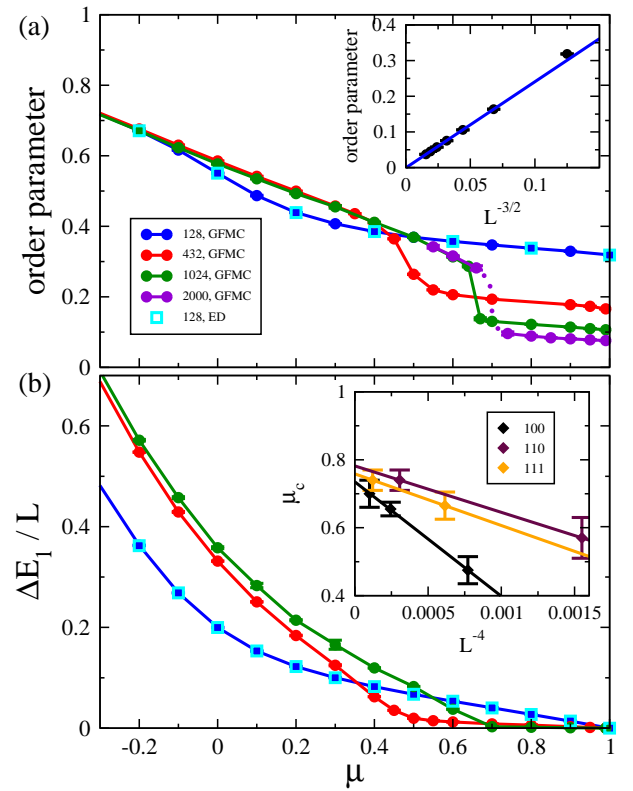 (a)
1
0.8
0.6
0.4
0.2
0
order parameter
0.4
0.3
0.2
0.1
0
order parameter
0
0.1
L^{-3/2}
128, GFMC
432, GFMC
1024, GFMC
2000, GFMC
128, ED
(b)
0.6
0.4
0.2
0
ΔE_1 / L
0.8
0.6
0.4
μ_c
100
110
111
0
0.0005
0.001
0.0015
L^{-4}
-0.2
0
0.2
0.4
0.6
0.8
1
μ